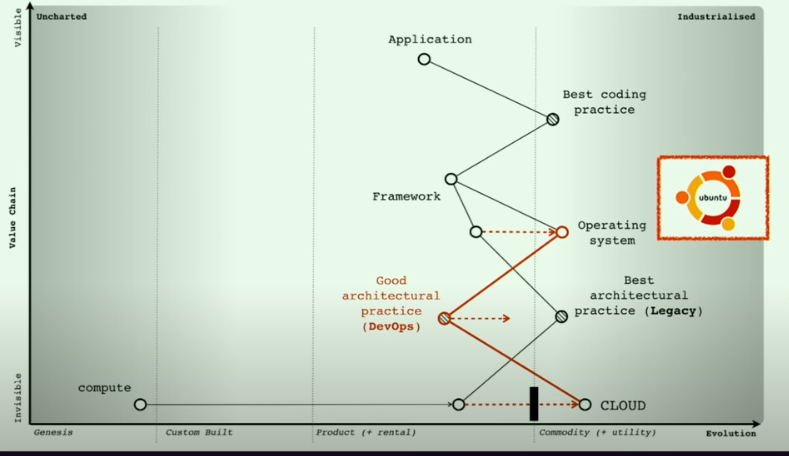 Visible
Uncharted
Industrialised
Application
Best coding
practice
Framework
ubuntu
Operating
system
Value Chain
Good
architectural
practice
(DevOps)
Best
architectural
practice (Legacy)
compute
CLOUD
Invisible
Genesis
Custom Built
Product (+ rental)
Commodity (+ utility)
Evolution